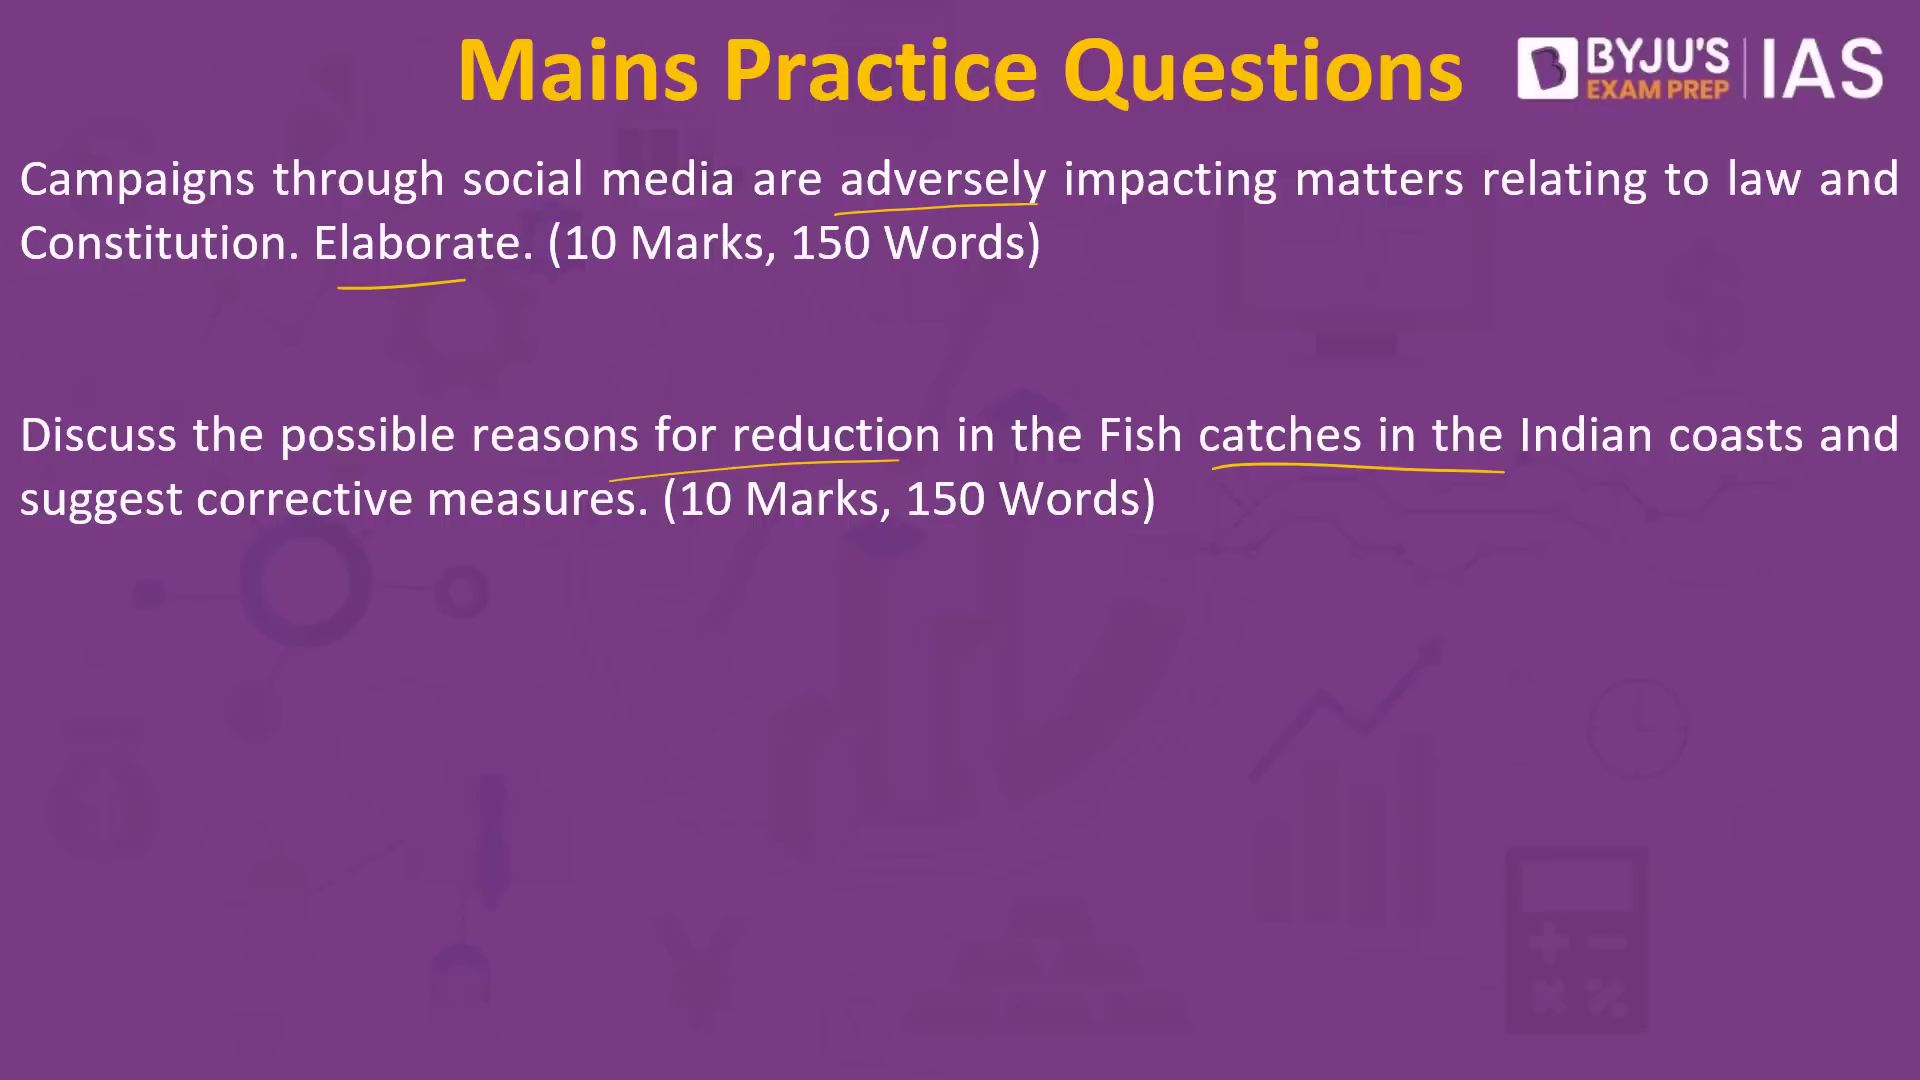 Mains Practice Questions
BYJU'S IAS
EXAM PREP
Campaigns through social media are adversely impacting matters relating to law and
Constitution. Elaborate. (10 Marks, 150 Words)
Discuss the possible reasons for reduction in the Fish catches in the Indian coasts and
suggest corrective measures. (10 Marks, 150 Words)